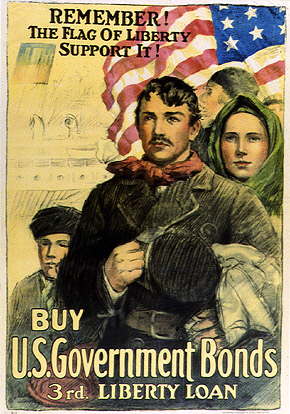 REMEMBER!
THE FLAG OF LIBERTY
SUPPORT IT!
BUY
U.S. Government Bonds
3rd. LIBERTY LOAN